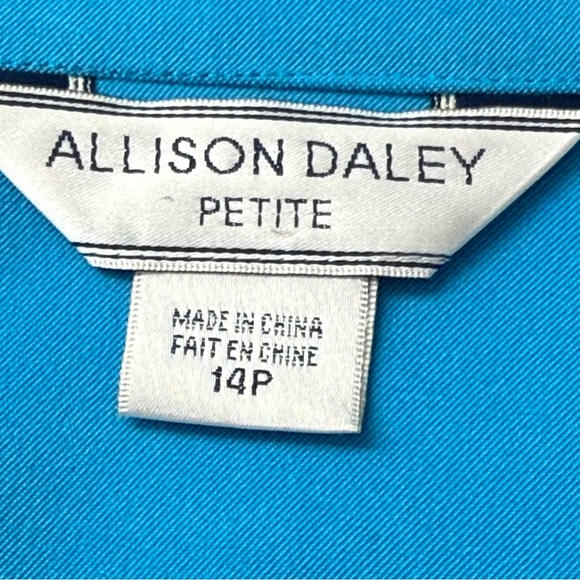 ALLISON DALEY
PETITE
MADE IN CHINA
FAIT EN CHINE
14P